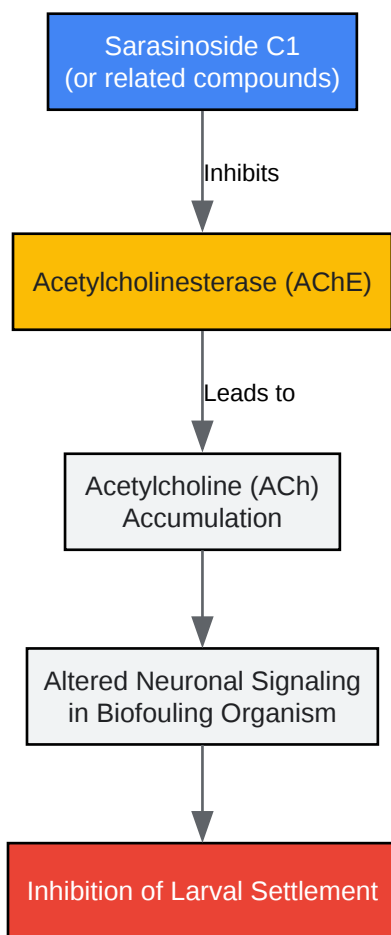 Sarasinoside C1
(or related compounds)
Inhibits
Acetylcholinesterase (AChE)
Leads to
Acetylcholine (ACh)
Accumulation
Altered Neuronal Signaling
in Biofouling Organism
Inhibition of Larval Settlement